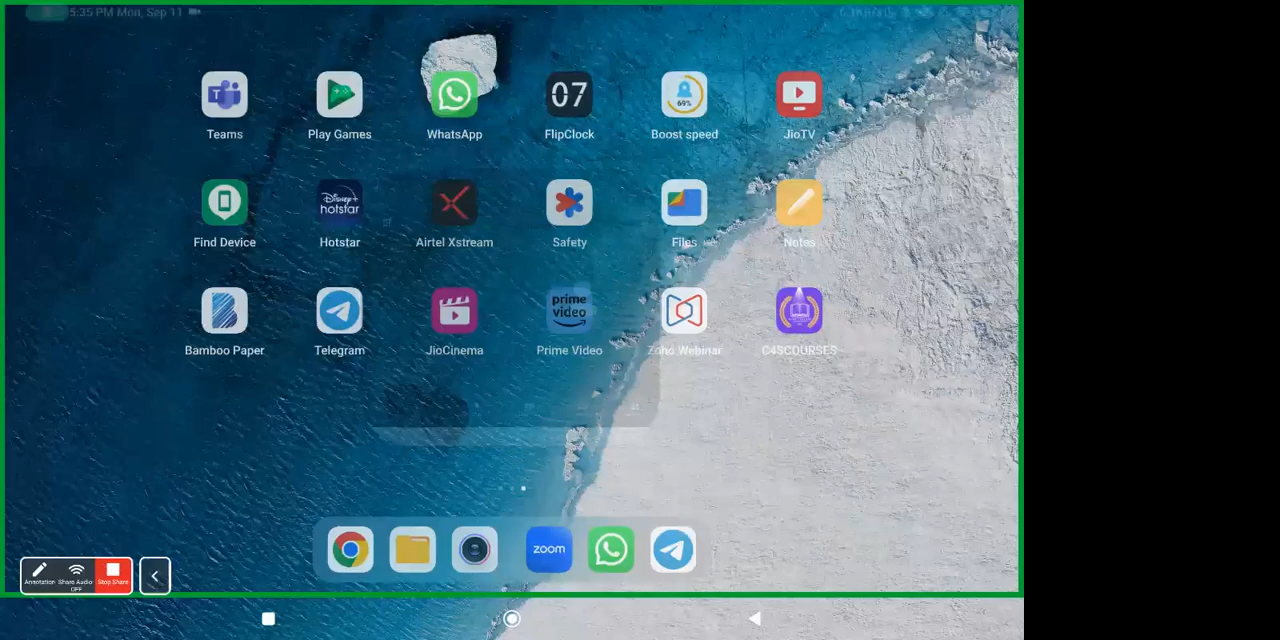 5:35 PM Mon, Sep 11
07
69%
Teams
Play Games
WhatsApp
FlipClock
Boost speed
JioTV
Disney+
hotstar
Find Device
Hotstar
Airtel Xstream
Safety
Files
Notes
prime
video
Bamboo Paper
Telegram
JioCinema
Prime Video
Zoho Webinar
C4SCOURSES
zoom
Annotation
Share Audio
OFF
Stop Share